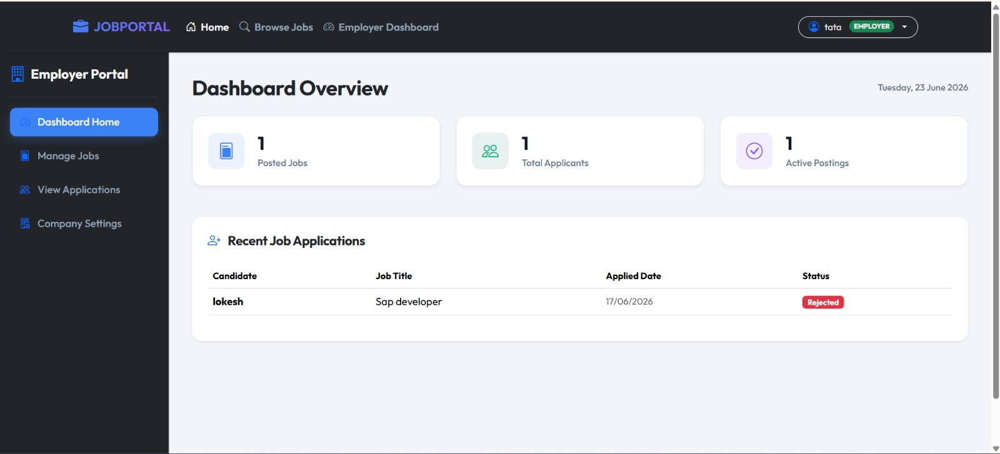 JOBPORTAL Home Browse Jobs Employer Dashboard tata EMPLOYER
Employer Portal
Dashboard Home
Manage Jobs
View Applications
Company Settings
Dashboard Overview Tuesday, 23 June 2026
1 1 1
Posted Jobs Total Applicants Active Postings
Recent Job Applications
Candidate Job Title Applied Date Status
lokesh Sap developer 17/06/2026 Rejected